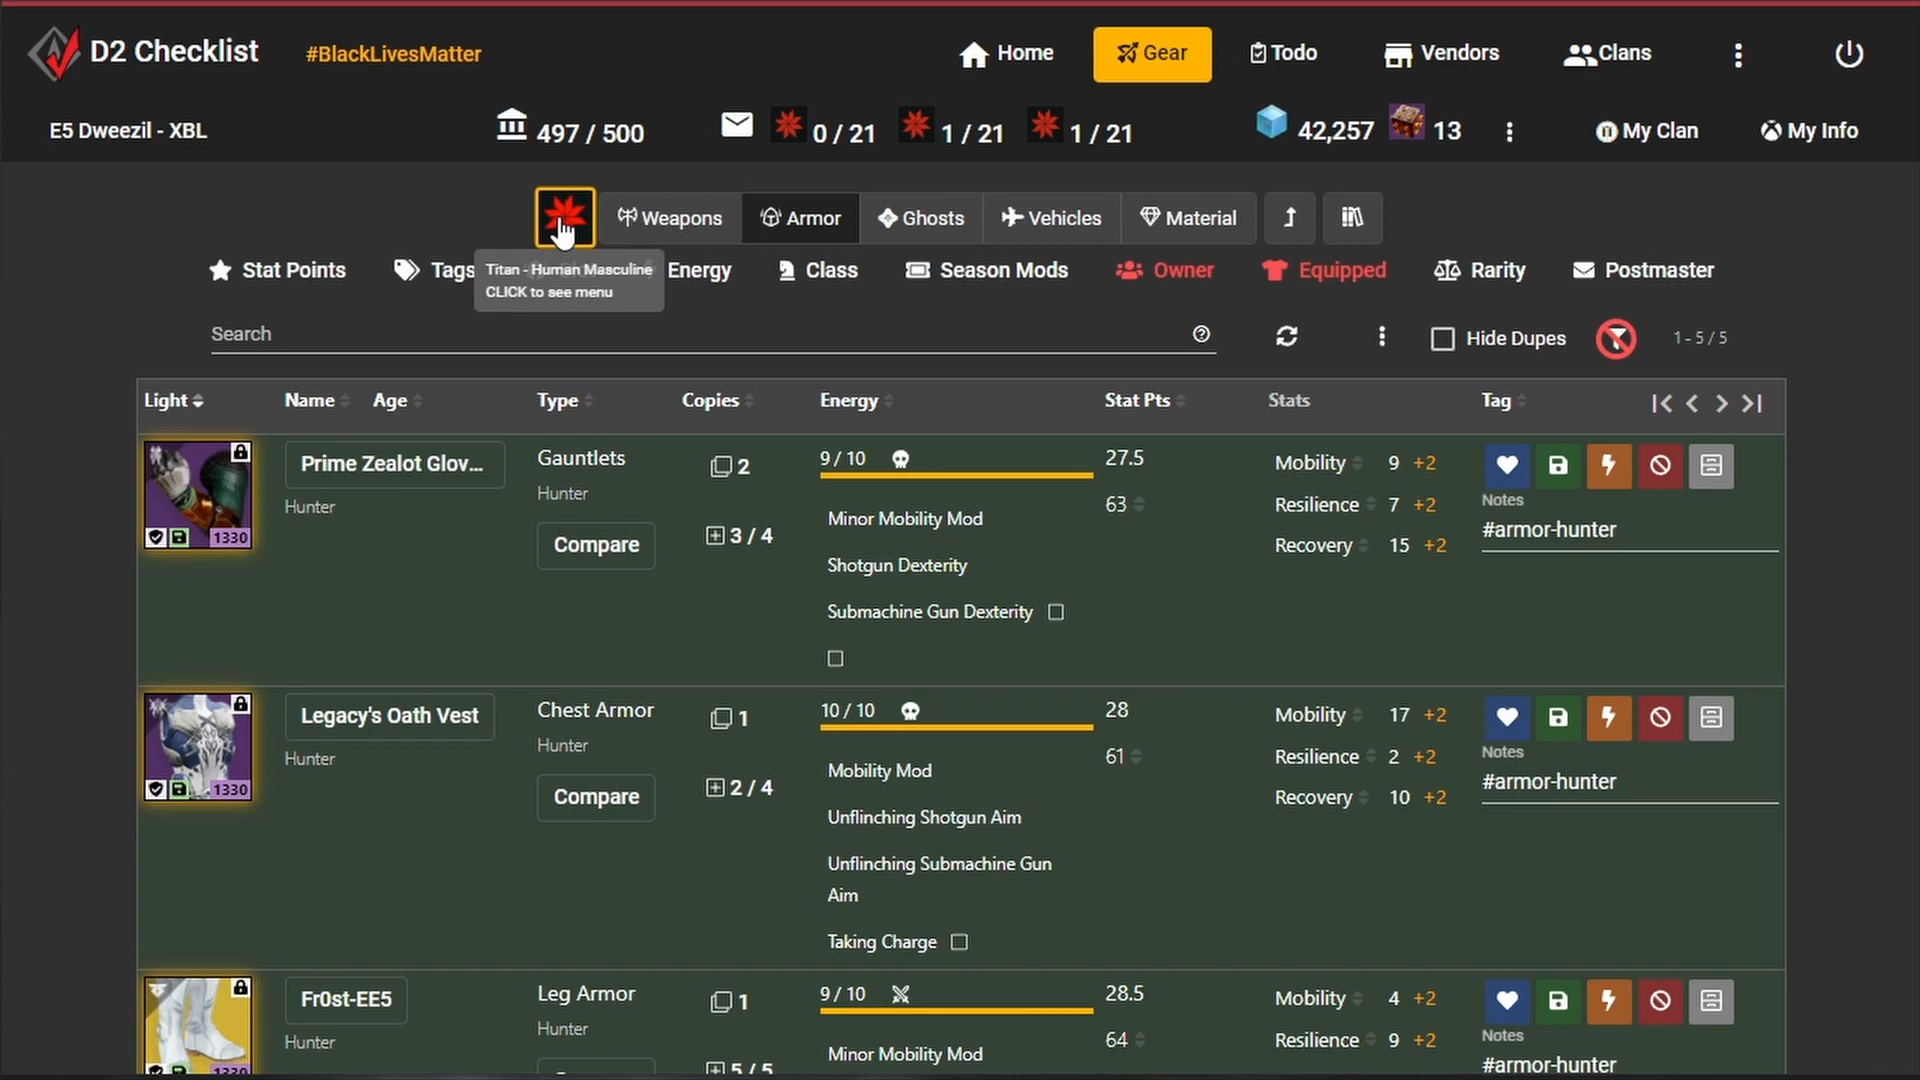 D2 Checklist
#BlackLivesMatter
Home
Gear
Todo
Vendors
Clans
E5 Dweezil - XBL
497 / 500
0 / 21
1 / 21
1 / 21
42,257
13
My Clan
My Info
Weapons
Armor
Ghosts
Vehicles
Material
Stat Points
Tags
Energy
Class
Season Mods
Owner
Equipped
Rarity
Postmaster
Titan - Human Masculine
CLICK to see menu
Search
Hide Dupes
1 - 5 / 5
Light
Name
Age
Type
Copies
Energy
Stat Pts
Stats
Tag
1330
Prime Zealot Glov...
Hunter
Gauntlets
Hunter
Compare
2
3 / 4
9 / 10
Minor Mobility Mod
Shotgun Dexterity
Submachine Gun Dexterity
27.5
63
Mobility 9 +2
Resilience 7 +2
Recovery 15 +2
Notes
#armor-hunter
1330
Legacy's Oath Vest
Hunter
Chest Armor
Hunter
Compare
1
2 / 4
10 / 10
Mobility Mod
Unflinching Shotgun Aim
Unflinching Submachine Gun
Aim
Taking Charge
28
61
Mobility 17 +2
Resilience 2 +2
Recovery 10 +2
Notes
#armor-hunter
1330
Fr0st-EE5
Hunter
Leg Armor
Hunter
1
5 / 5
9 / 10
Minor Mobility Mod
28.5
64
Mobility 4 +2
Resilience 9 +2
Notes
#armor-hunter